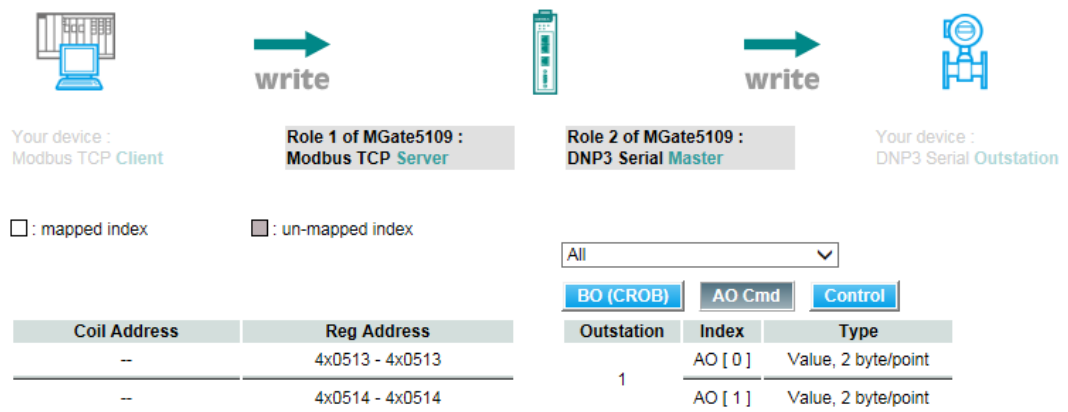 write
write
Your device :
Modbus TCP Client
Role 1 of MGate5109 :
Modbus TCP Server
Role 2 of MGate5109 :
DNP3 Serial Master
Your device :
DNP3 Serial Outstation
: mapped index
: un-mapped index
All
BO (CROB) AO Cmd Control
Coil Address Reg Address Outstation Index Type
-- 4x0513 - 4x0513 AO [ 0 ] Value, 2 byte/point
1
-- 4x0514 - 4x0514 AO [ 1 ] Value, 2 byte/point